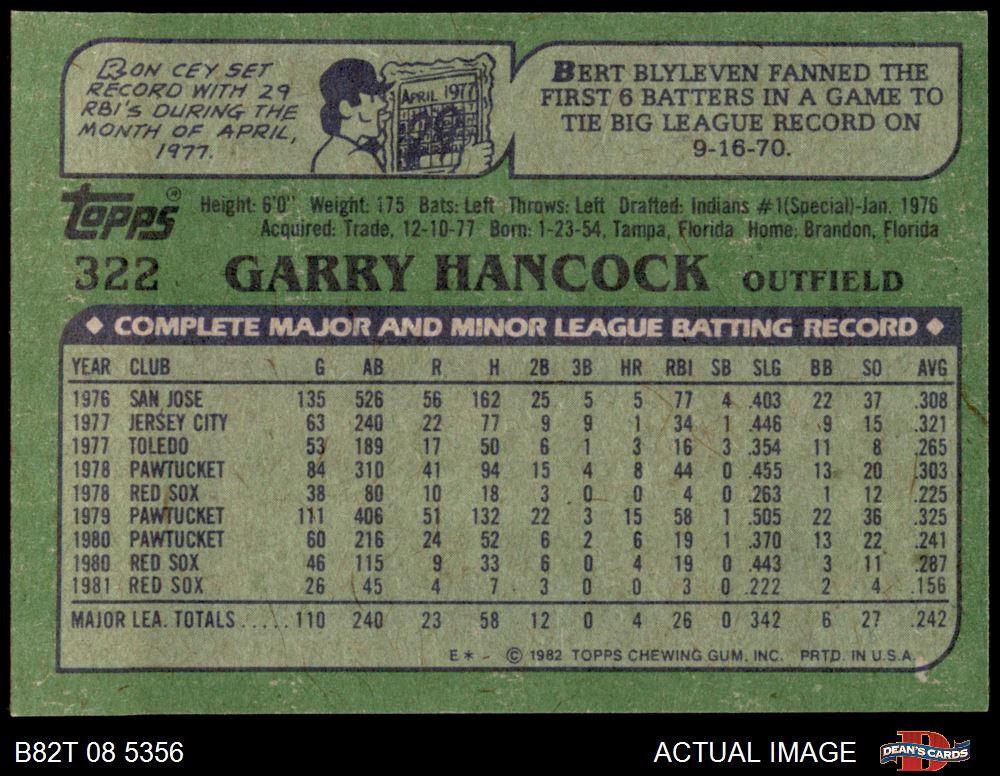 RON CEY SET
RECORD WITH 29
RBI'S DURING THE
MONTH OF APRIL,
1977.
APRIL 1977
BERT BLYLEVEN FANNED THE
FIRST 6 BATTERS IN A GAME TO
TIE BIG LEAGUE RECORD ON
9-16-70.
TOPPS®
Height: 6'0" Weight: 175 Bats: Left Throws: Left Drafted: Indians #1(Special)-Jan. 1976
Acquired: Trade, 12-10-77 Born: 1-23-54, Tampa, Florida Home: Brandon, Florida
322 GARRY HANCOCK OUTFIELD
◆ COMPLETE MAJOR AND MINOR LEAGUE BATTING RECORD ◆
YEAR CLUB G AB R H 2B 3B HR RBI SB SLG BB SO AVG
1976 SAN JOSE 135 526 56 162 25 5 5 77 4 .403 22 37 .308
1977 JERSEY CITY 63 240 22 77 9 9 1 34 1 .446 9 15 .321
1977 TOLEDO 53 189 17 50 6 1 3 16 3 .354 11 8 .265
1978 PAWTUCKET 84 310 41 94 15 4 8 44 0 .455 13 20 .303
1978 RED SOX 38 80 10 18 3 0 0 4 0 .263 1 12 .225
1979 PAWTUCKET 111 406 51 132 22 3 15 58 1 .505 22 36 .325
1980 PAWTUCKET 60 216 24 52 6 2 6 19 1 .370 13 22 .241
1980 RED SOX 46 115 9 33 6 0 4 19 0 .443 3 11 .287
1981 RED SOX 26 45 4 7 3 0 0 3 0 .222 2 4 .156
MAJOR LEA. TOTALS.....110 240 23 58 12 0 4 26 0 .342 6 27 .242
E* © 1982 TOPPS CHEWING GUM, INC. PRTD. IN U.S.A.
B82T 08 5356 ACTUAL IMAGE DEAN'S CARDS